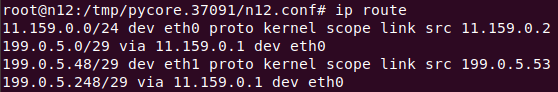 root@n12:/tmp/pycore.37091/n12.conf# ip route
11.159.0.0/24 dev eth0 proto kernel scope link src 11.159.0.2
199.0.5.0/29 via 11.159.0.1 dev eth0
199.0.5.48/29 dev eth1 proto kernel scope link src 199.0.5.53
199.0.5.248/29 via 11.159.0.1 dev eth0